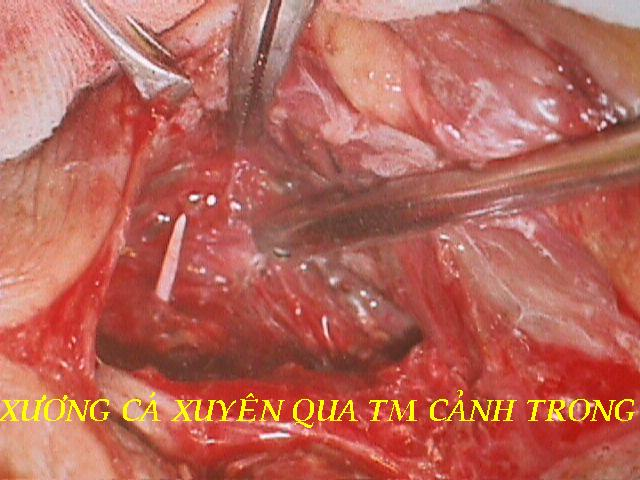 XƯƠNG CÁ XUYÊN QUA TM CẢNH TRONG